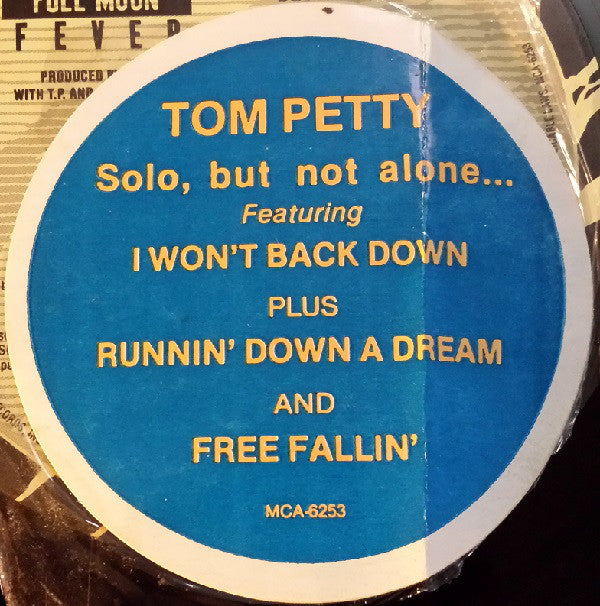 FULL MOON
FEVER
PRODUCED
WITH T.P. AND
TOM PETTY
Solo, but not alone...
Featuring
I WON'T BACK DOWN
PLUS
RUNNIN' DOWN A DREAM
AND
FREE FALLIN'
MCA-6253